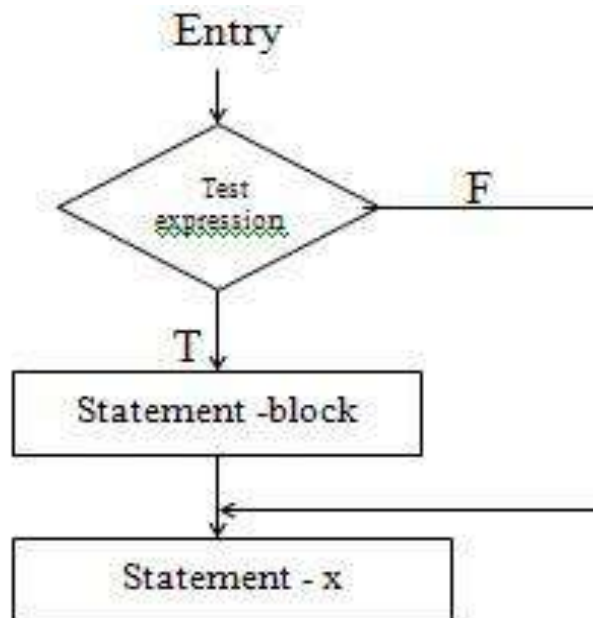 Entry
Test
expression
F
T
Statement -block
Statement - x